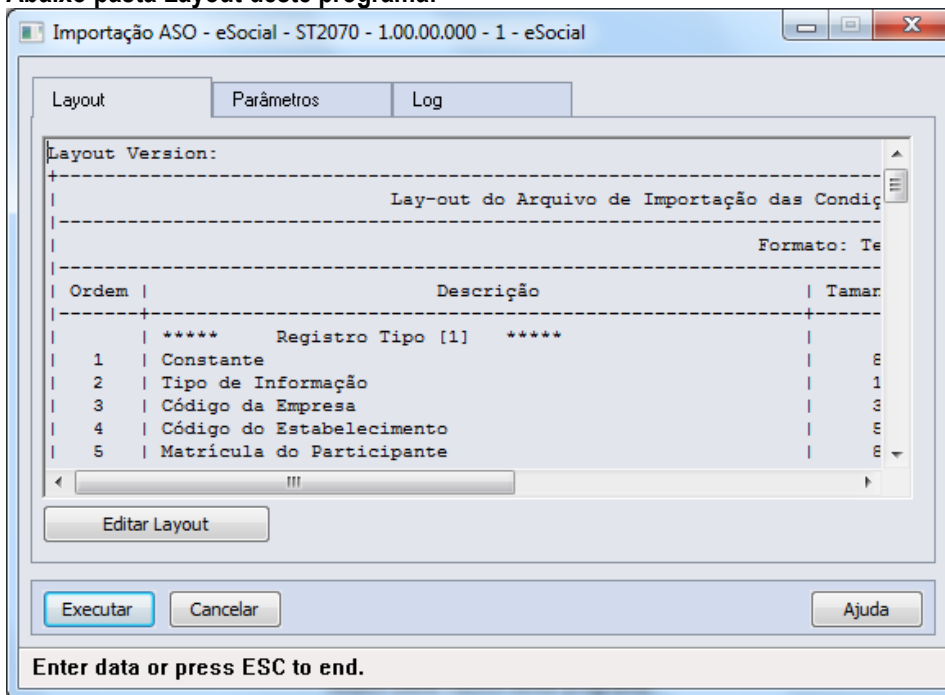 Abaixo pasta Layout deste programa:
Importação ASO - eSocial - ST2070 - 1.00.00.000 - 1 - eSocial
Layout Parâmetros Log
Layout Version:
Lay-out do Arquivo de Importação das Condiç
Formato: Te
Ordem | Descrição | Taman
***** Registro Tipo [1] *****
1 | Constante | 8
2 | Tipo de Informação | 1
3 | Código da Empresa | 3
4 | Código do Estabelecimento | 5
5 | Matrícula do Participante | 8
Editar Layout
Executar Cancelar Ajuda
Enter data or press ESC to end.